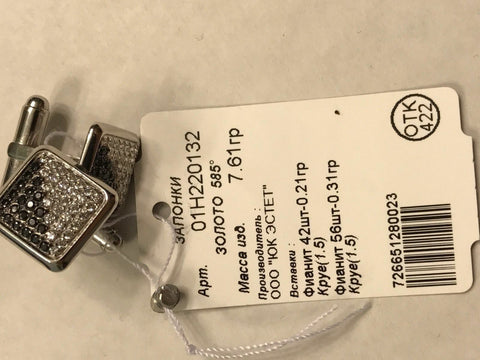 ЗАПОНКИ
Арт. 01Н220132
ЗОЛОТО 585°
Масса изд. 7.61гр
Производитель :
ООО "ЮК ЭСТЕТ"
Вставки :
Фианит 42шт-0.21гр
Круг(1.5)
Фианит 56шт-0.31гр
Круг(1.5)
726651280023
ОТК
422